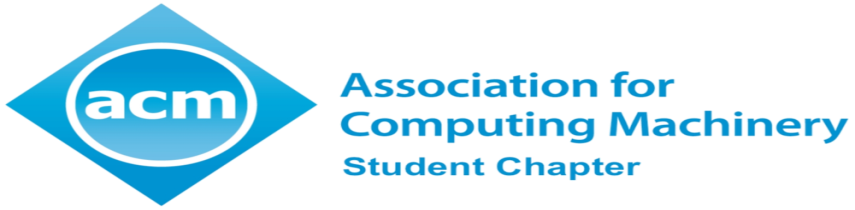 acm
Association for
Computing Machinery
Student Chapter